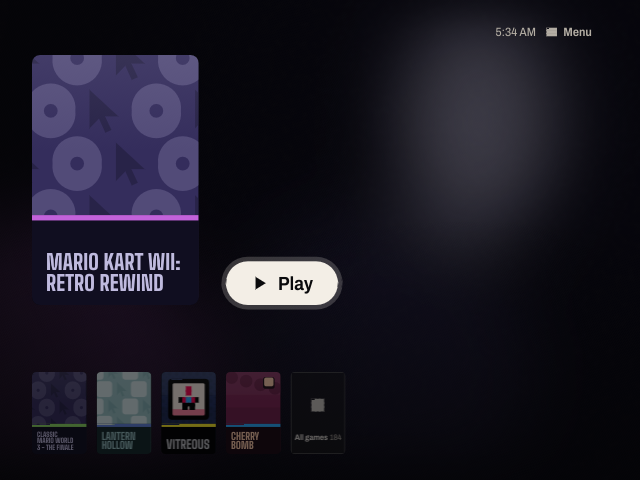 5:34 AM Menu
MARIO KART WII:
RETRO REWIND
Play
CLASSIC
MARIO WORLD
3 – THE FINALE
LANTERN
HOLLOW
VITREOUS
CHERRY
BOMB
All games 184